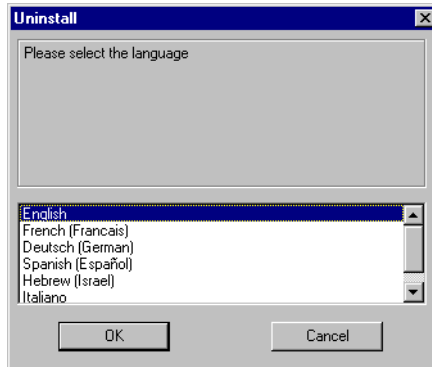 Uninstall
Please select the language
English
French (Francais)
Deutsch (German)
Spanish (Español)
Hebrew (Israel)
Italiano
OK
Cancel